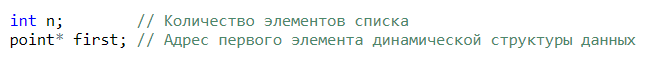 int n;        // Количество элементов списка
point* first; // Адрес первого элемента динамической структуры данных